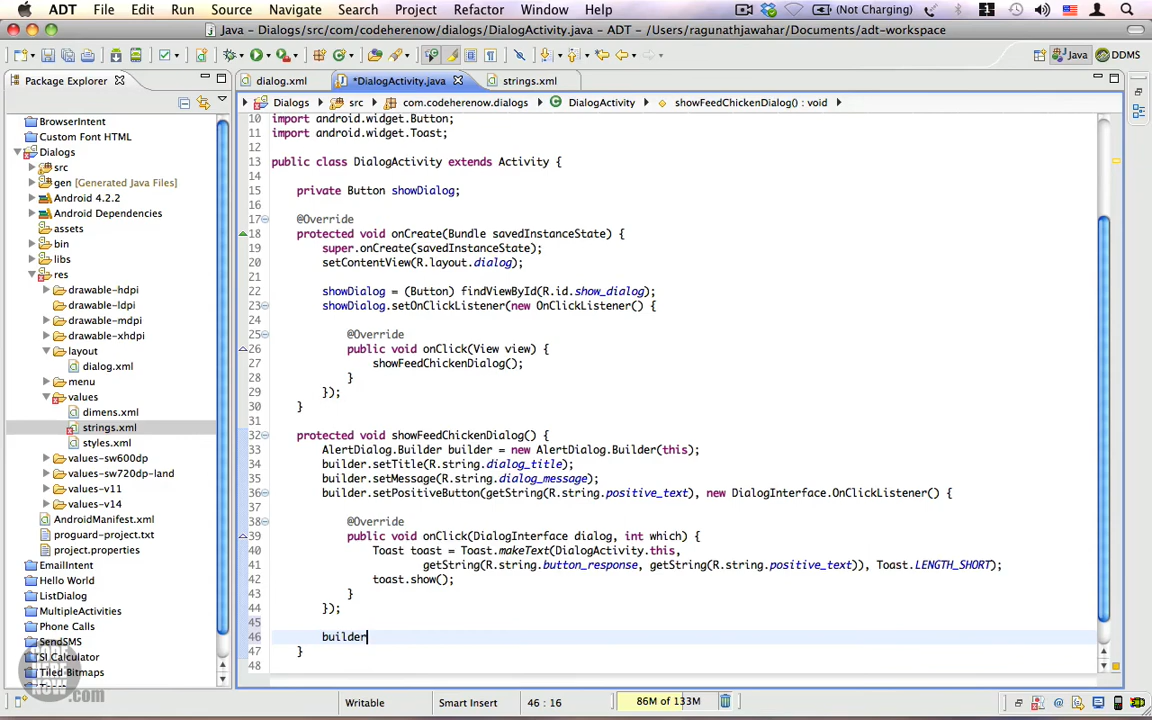 ADT File Edit Run Source Navigate Search Project Refactor Window Help (Not Charging)
Java - Dialogs/src/com/codeherenow/dialogs/DialogActivity.java - ADT - /Users/ragunathjawahar/Documents/adt-workspace
Java DDMS
Package Explorer
dialog.xml *DialogActivity.java strings.xml
Dialogs src com.codeherenow.dialogs DialogActivity showFeedChickenDialog() : void
BrowserIntent
Custom Font HTML
Dialogs
src
gen [Generated Java Files]
Android 4.2.2
Android Dependencies
assets
bin
libs
res
drawable-hdpi
drawable-ldpi
drawable-mdpi
drawable-xhdpi
layout
dialog.xml
menu
values
dimens.xml
strings.xml
styles.xml
values-sw600dp
values-sw720dp-land
values-v11
values-v14
AndroidManifest.xml
proguard-project.txt
project.properties
EmailIntent
Hello World
ListDialog
MultipleActivities
Phone Calls
SendSMS
SI Calculator
Tiled Bitmaps
10 import android.widget.Button;
11 import android.widget.Toast;
12
13 public class DialogActivity extends Activity {
14
15 private Button showDialog;
16
17 @Override
18 protected void onCreate(Bundle savedInstanceState) {
19 super.onCreate(savedInstanceState);
20 setContentView(R.layout.dialog);
21
22 showDialog = (Button) findViewById(R.id.show_dialog);
23 showDialog.setOnClickListener(new OnClickListener() {
24
25 @Override
26 public void onClick(View view) {
27 showFeedChickenDialog();
28 }
29 });
30 }
31
32 protected void showFeedChickenDialog() {
33 AlertDialog.Builder builder = new AlertDialog.Builder(this);
34 builder.setTitle(R.string.dialog_title);
35 builder.setMessage(R.string.dialog_message);
36 builder.setPositiveButton(getString(R.string.positive_text), new DialogInterface.OnClickListener() {
37
38 @Override
39 public void onClick(DialogInterface dialog, int which) {
40 Toast toast = Toast.makeText(DialogActivity.this,
41 getString(R.string.button_response, getString(R.string.positive_text)), Toast.LENGTH_SHORT);
42 toast.show();
43 }
44 });
45
46 builder
47 }
48
CODE HERE NOW .com
Writable Smart Insert 46 : 16 86M of 133M